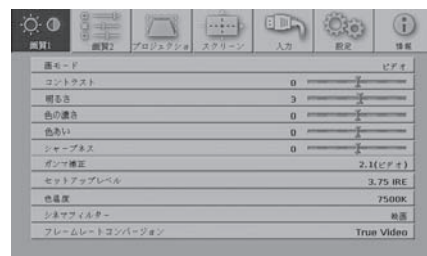 画質1 画質2 プロジェクション スクリーン 入力 設定 情報
画モード ビデオ
コントラスト 0
明るさ 3
色の濃さ 0
色あい 0
シャープネス 0
ガンマ補正 2.1(ビデオ)
セットアップレベル 3.75 IRE
色温度 7500K
シネマフィルター 映画
フレームレートコンバージョン True Video